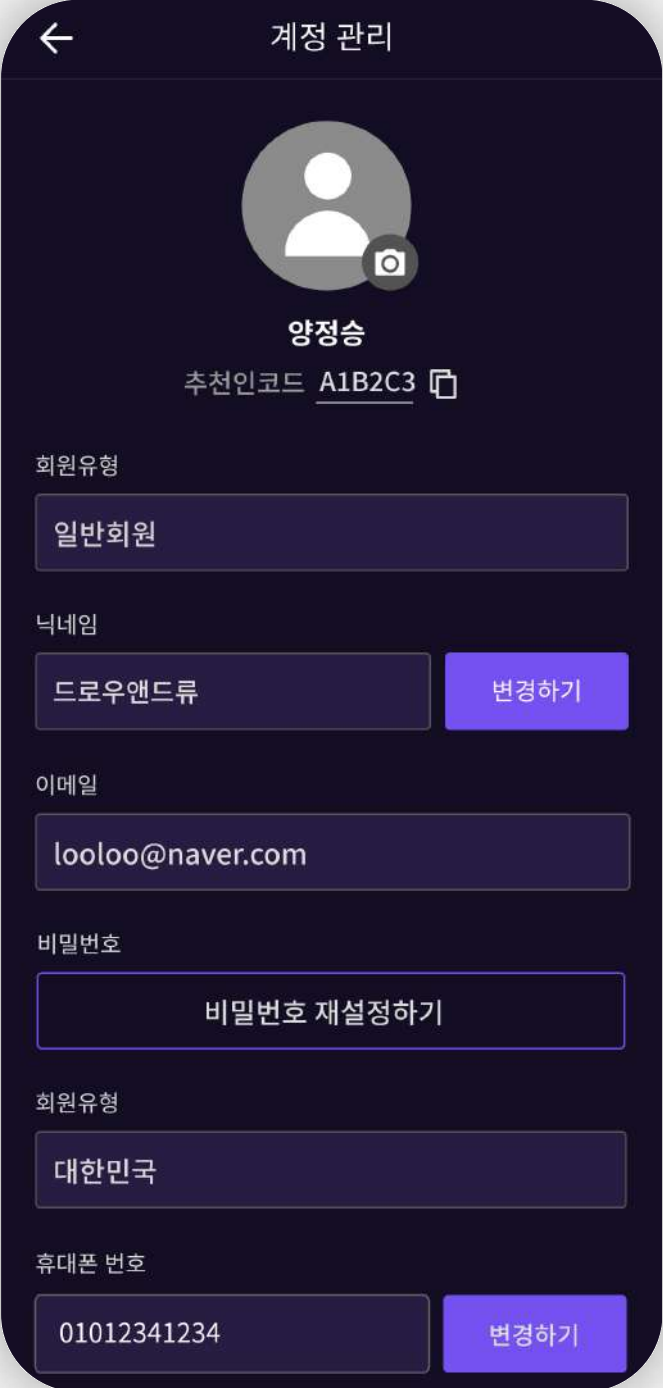 계정 관리
양정승
추천인코드 A1B2C3
회원유형
일반회원
닉네임
드로우앤드류 변경하기
이메일
looloo@naver.com
비밀번호
비밀번호 재설정하기
회원유형
대한민국
휴대폰 번호
01012341234 변경하기